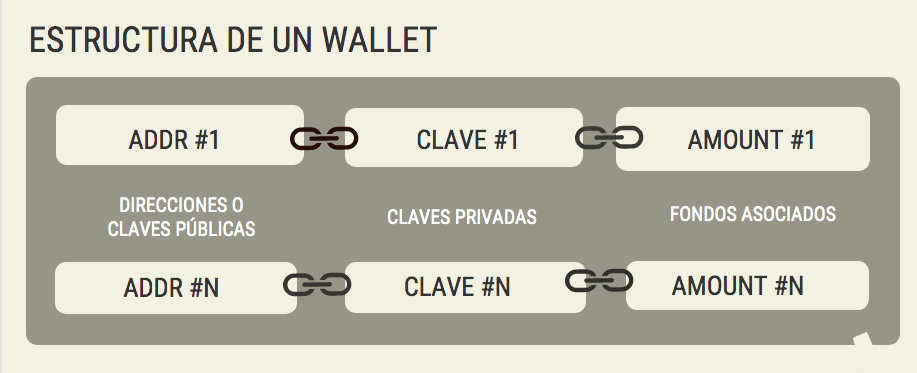 ESTRUCTURA DE UN WALLET
ADDR #1
CLAVE #1
AMOUNT #1
DIRECCIONES O
CLAVES PÚBLICAS
CLAVES PRIVADAS
FONDOS ASOCIADOS
ADDR #N
CLAVE #N
AMOUNT #N